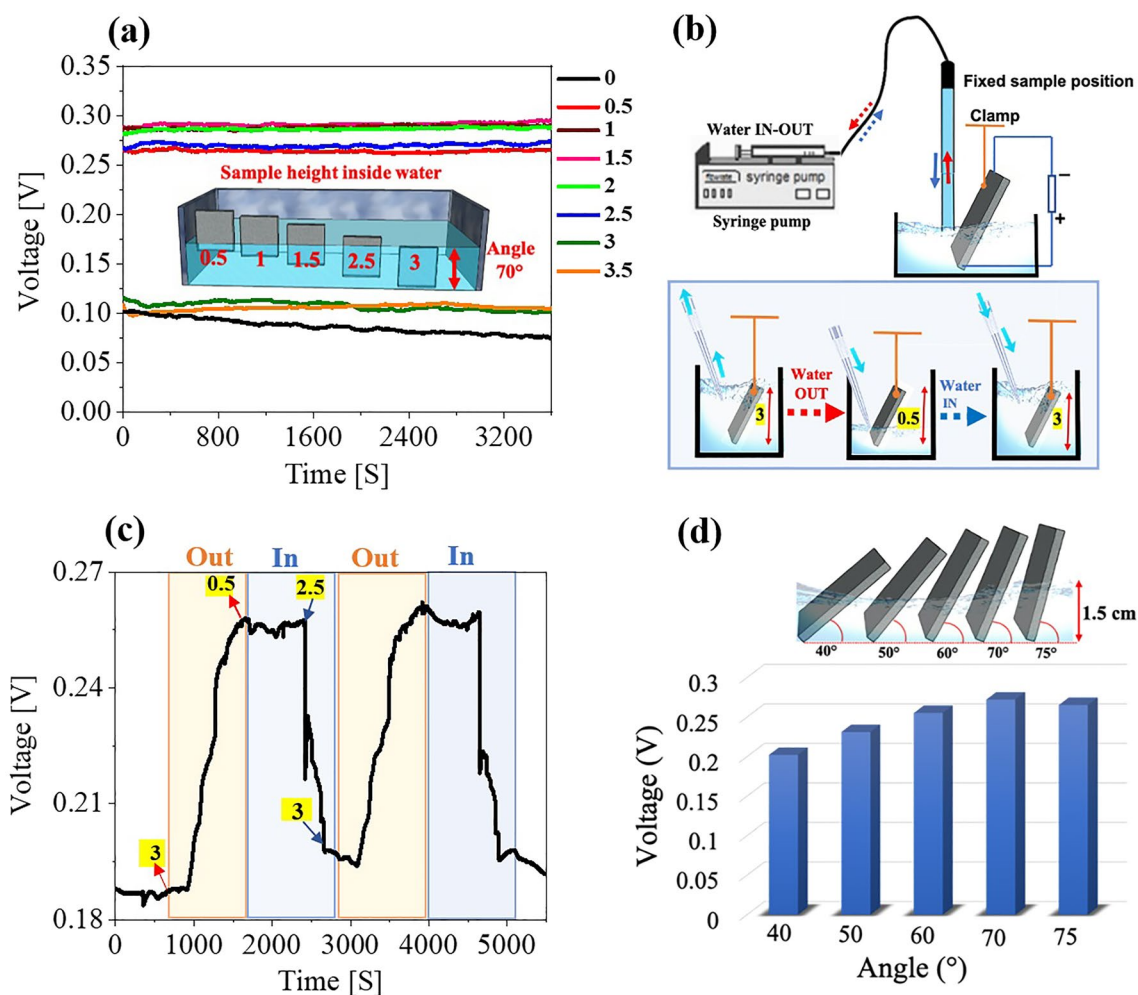 (a)
0.35
0.30
0.25
0.20
0.15
0.10
0.05
0.00
Voltage [V]
0
800
1600
2400
3200
Time [S]
Sample height inside water
0.5
1
1.5
2.5
3
Angle
70°
0
0.5
1
1.5
2
2.5
3
3.5
(b)
Fixed sample position
Clamp
Water IN-OUT
syringe pump
Syringe pump
−
+
3
Water
OUT
0.5
Water
IN
3
(c)
Out
In
Out
In
0.27
0.24
0.21
0.18
Voltage [V]
0.5
2.5
3
3
0
1000
2000
3000
4000
5000
Time [S]
(d)
1.5 cm
40°
50°
60°
70°
75°
0.3
0.25
0.2
0.15
0.1
0.05
0
Voltage (V)
40
50
60
70
75
Angle (°)